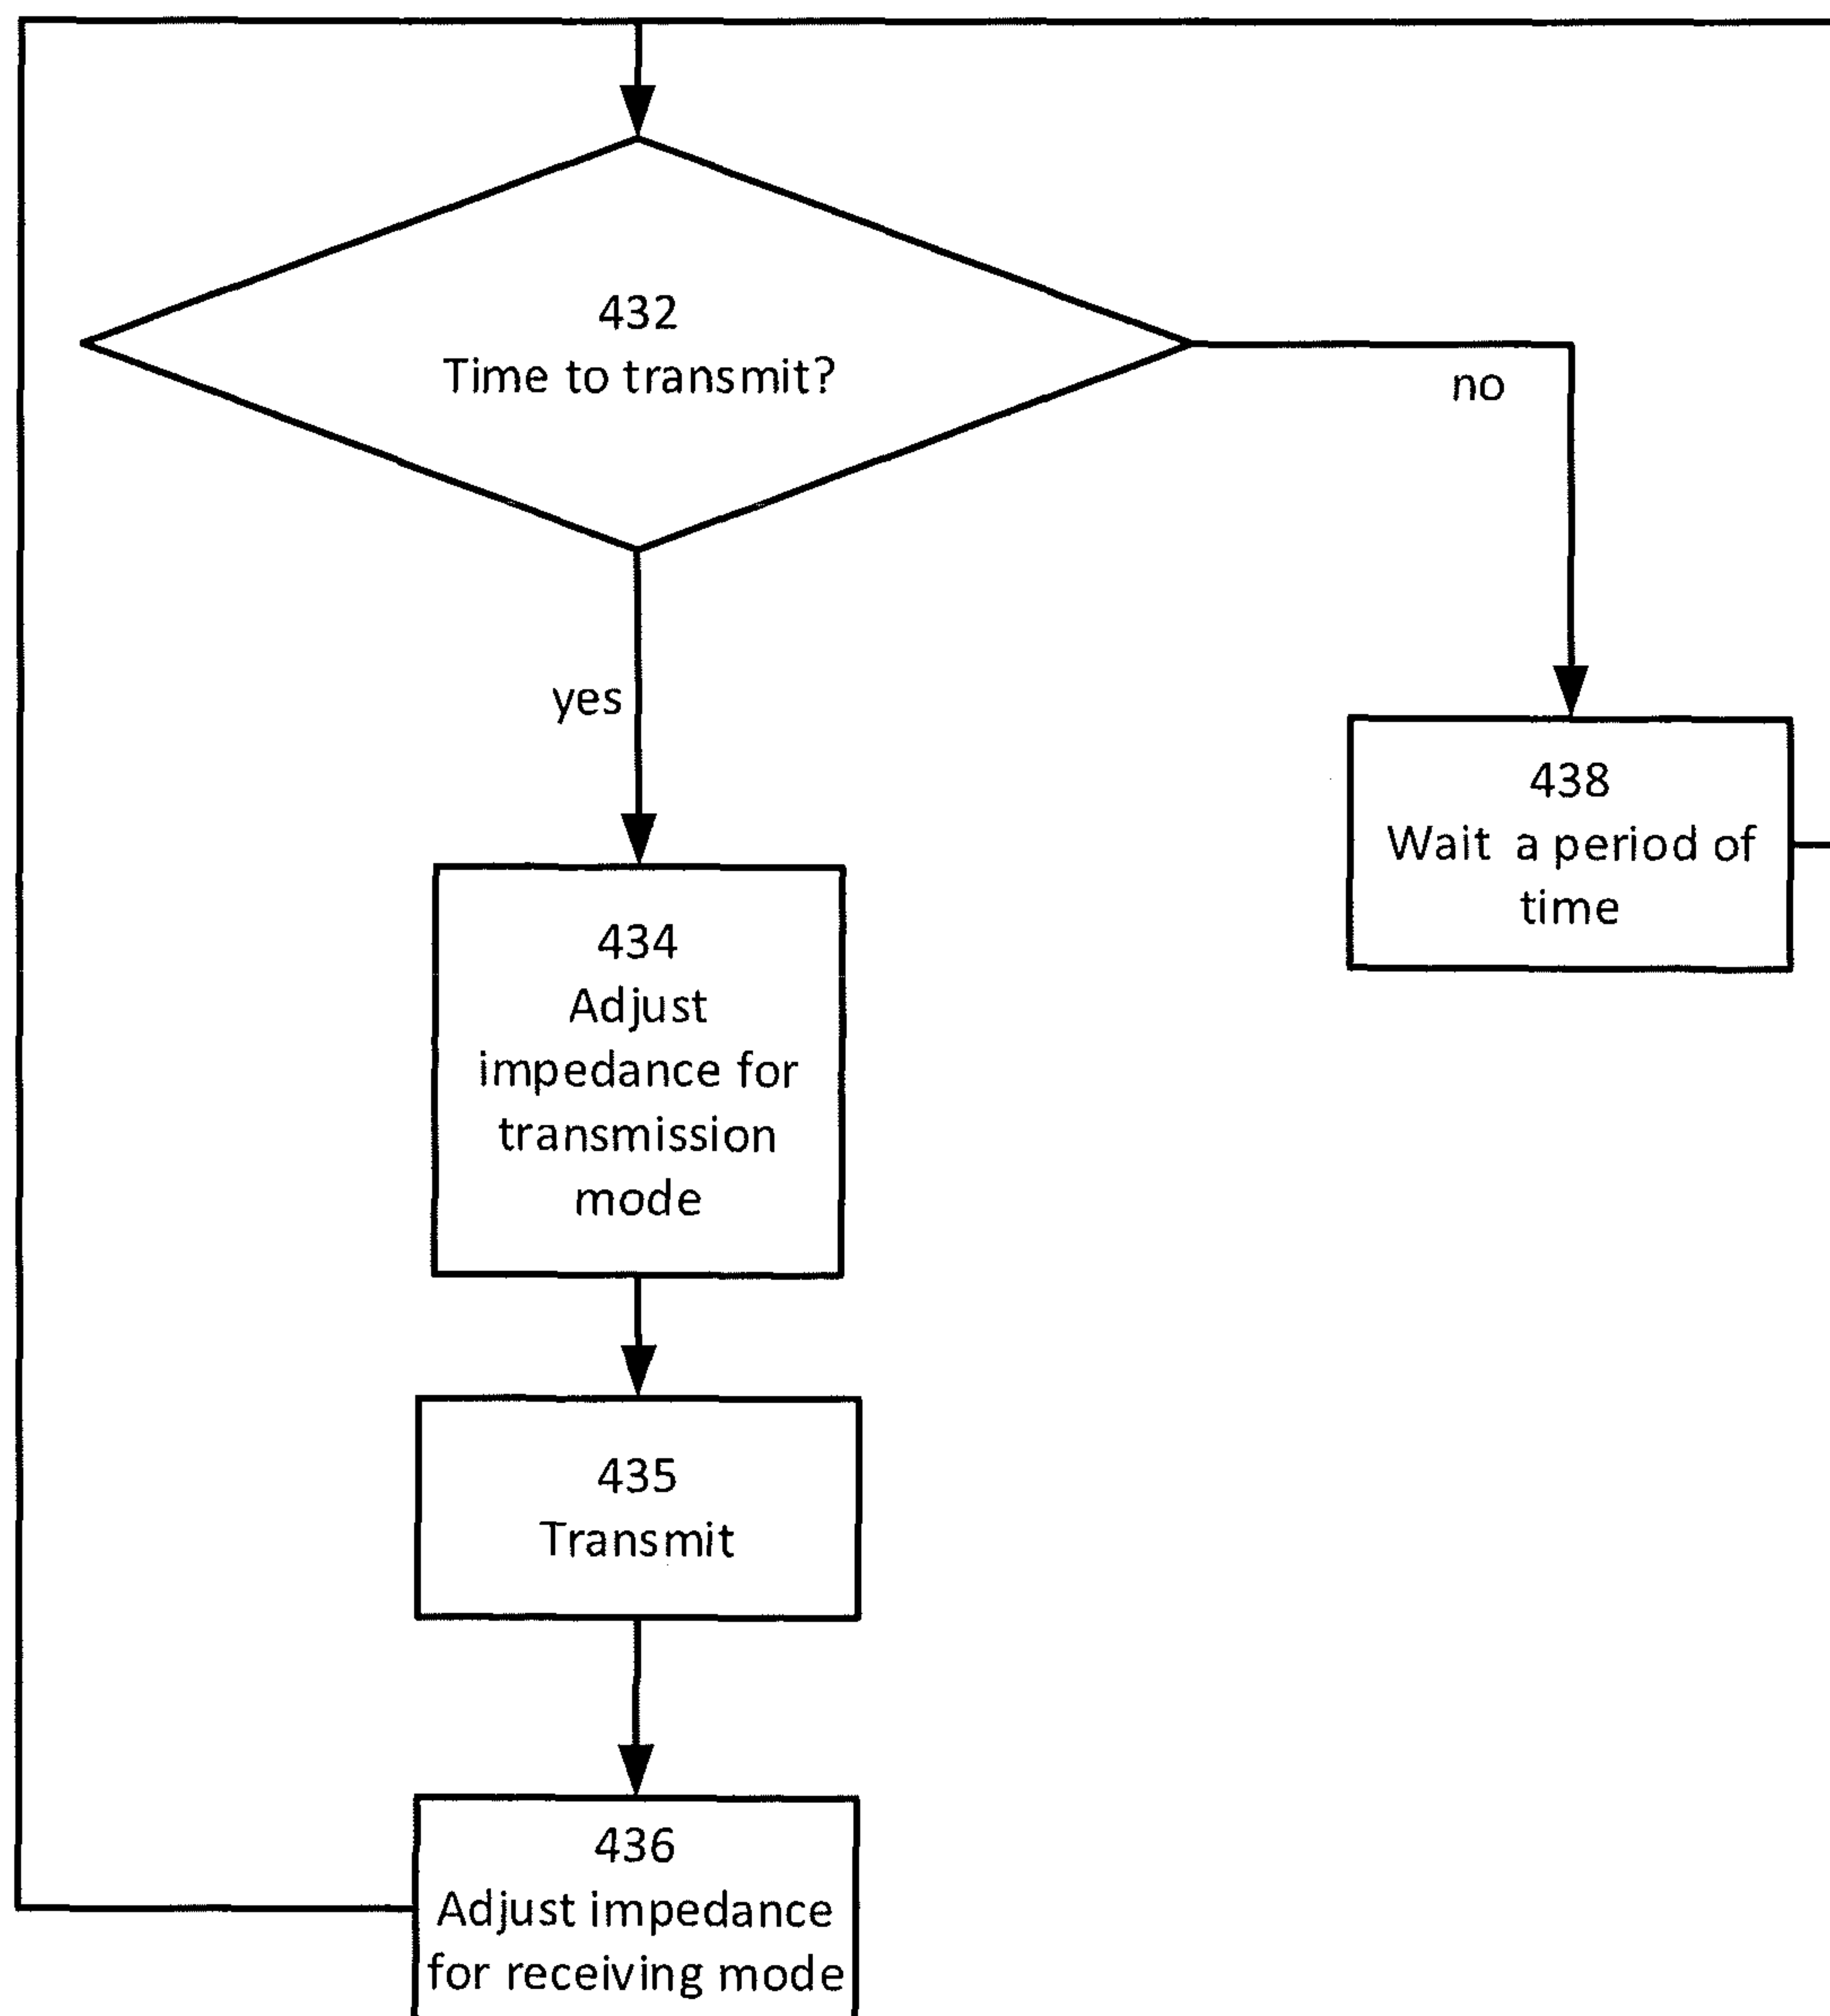 432
Time to transmit?
no
yes
438
Wait a period of
time
434
Adjust
impedance for
transmission
mode
435
Transmit
436
Adjust impedance
for receiving mode